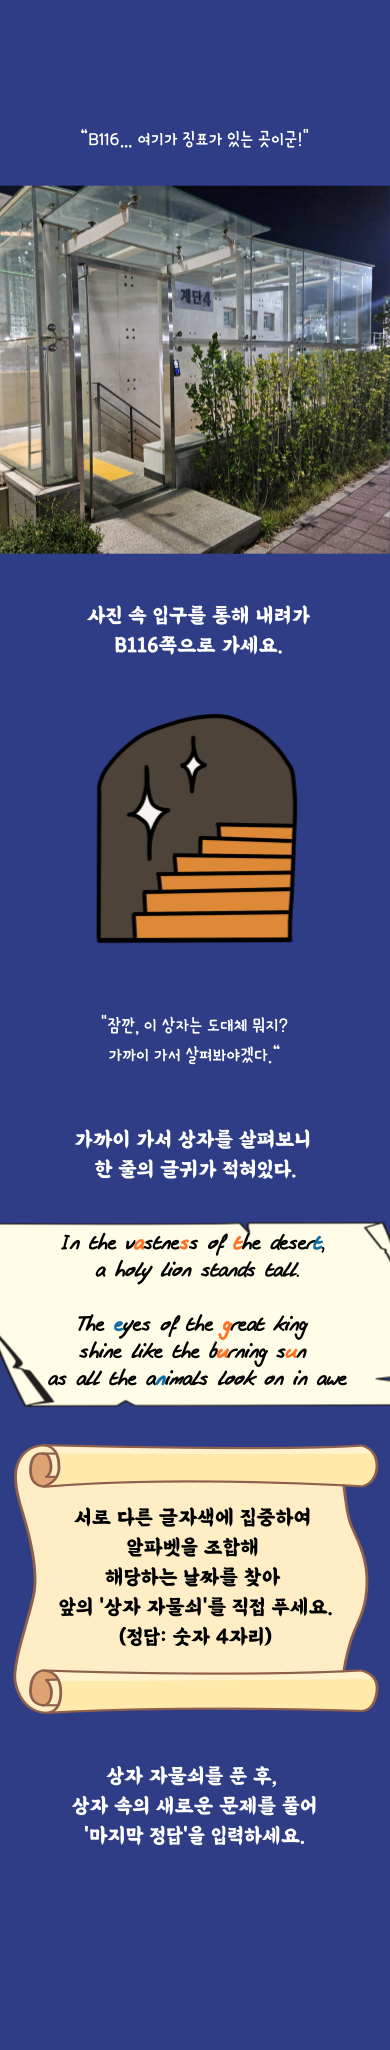 “B116... 여기가 징표가 있는 곳이군!"
계단4
사진 속 입구를 통해 내려가
B116쪽으로 가세요.
"잠깐, 이 상자는 도대체 뭐지?
가까이 가서 살펴봐야겠다.“
가까이 가서 상자를 살펴보니
한 줄의 글귀가 적혀있다.
In the vastness of the desert,
a holy lion stands tall.
The eyes of the great king
shine like the burning sun
as all the animals look on in awe
서로 다른 글자색에 집중하여
알파벳을 조합해
해당하는 날짜를 찾아
앞의 '상자 자물쇠'를 직접 푸세요.
(정답: 숫자 4자리)
상자 자물쇠를 푼 후,
상자 속의 새로운 문제를 풀어
'마지막 정답'을 입력하세요.